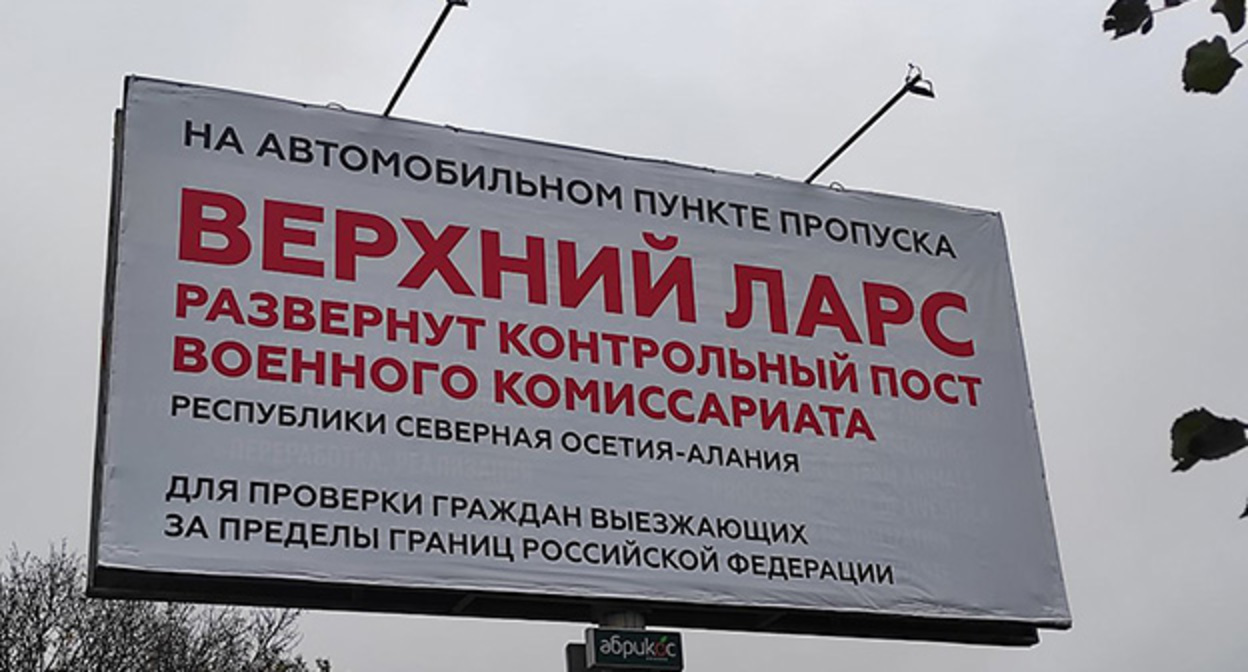 НА АВТОМОБИЛЬНОМ ПУНКТЕ ПРОПУСКА
ВЕРХНИЙ ЛАРС
РАЗВЕРНУТ КОНТРОЛЬНЫЙ ПОСТ
ВОЕННОГО КОМИССАРИАТА
РЕСПУБЛИКИ СЕВЕРНАЯ ОСЕТИЯ-АЛАНИЯ
ДЛЯ ПРОВЕРКИ ГРАЖДАН ВЫЕЗЖАЮЩИХ
ЗА ПРЕДЕЛЫ ГРАНИЦ РОССИЙСКОЙ ФЕДЕРАЦИИ
абрикос